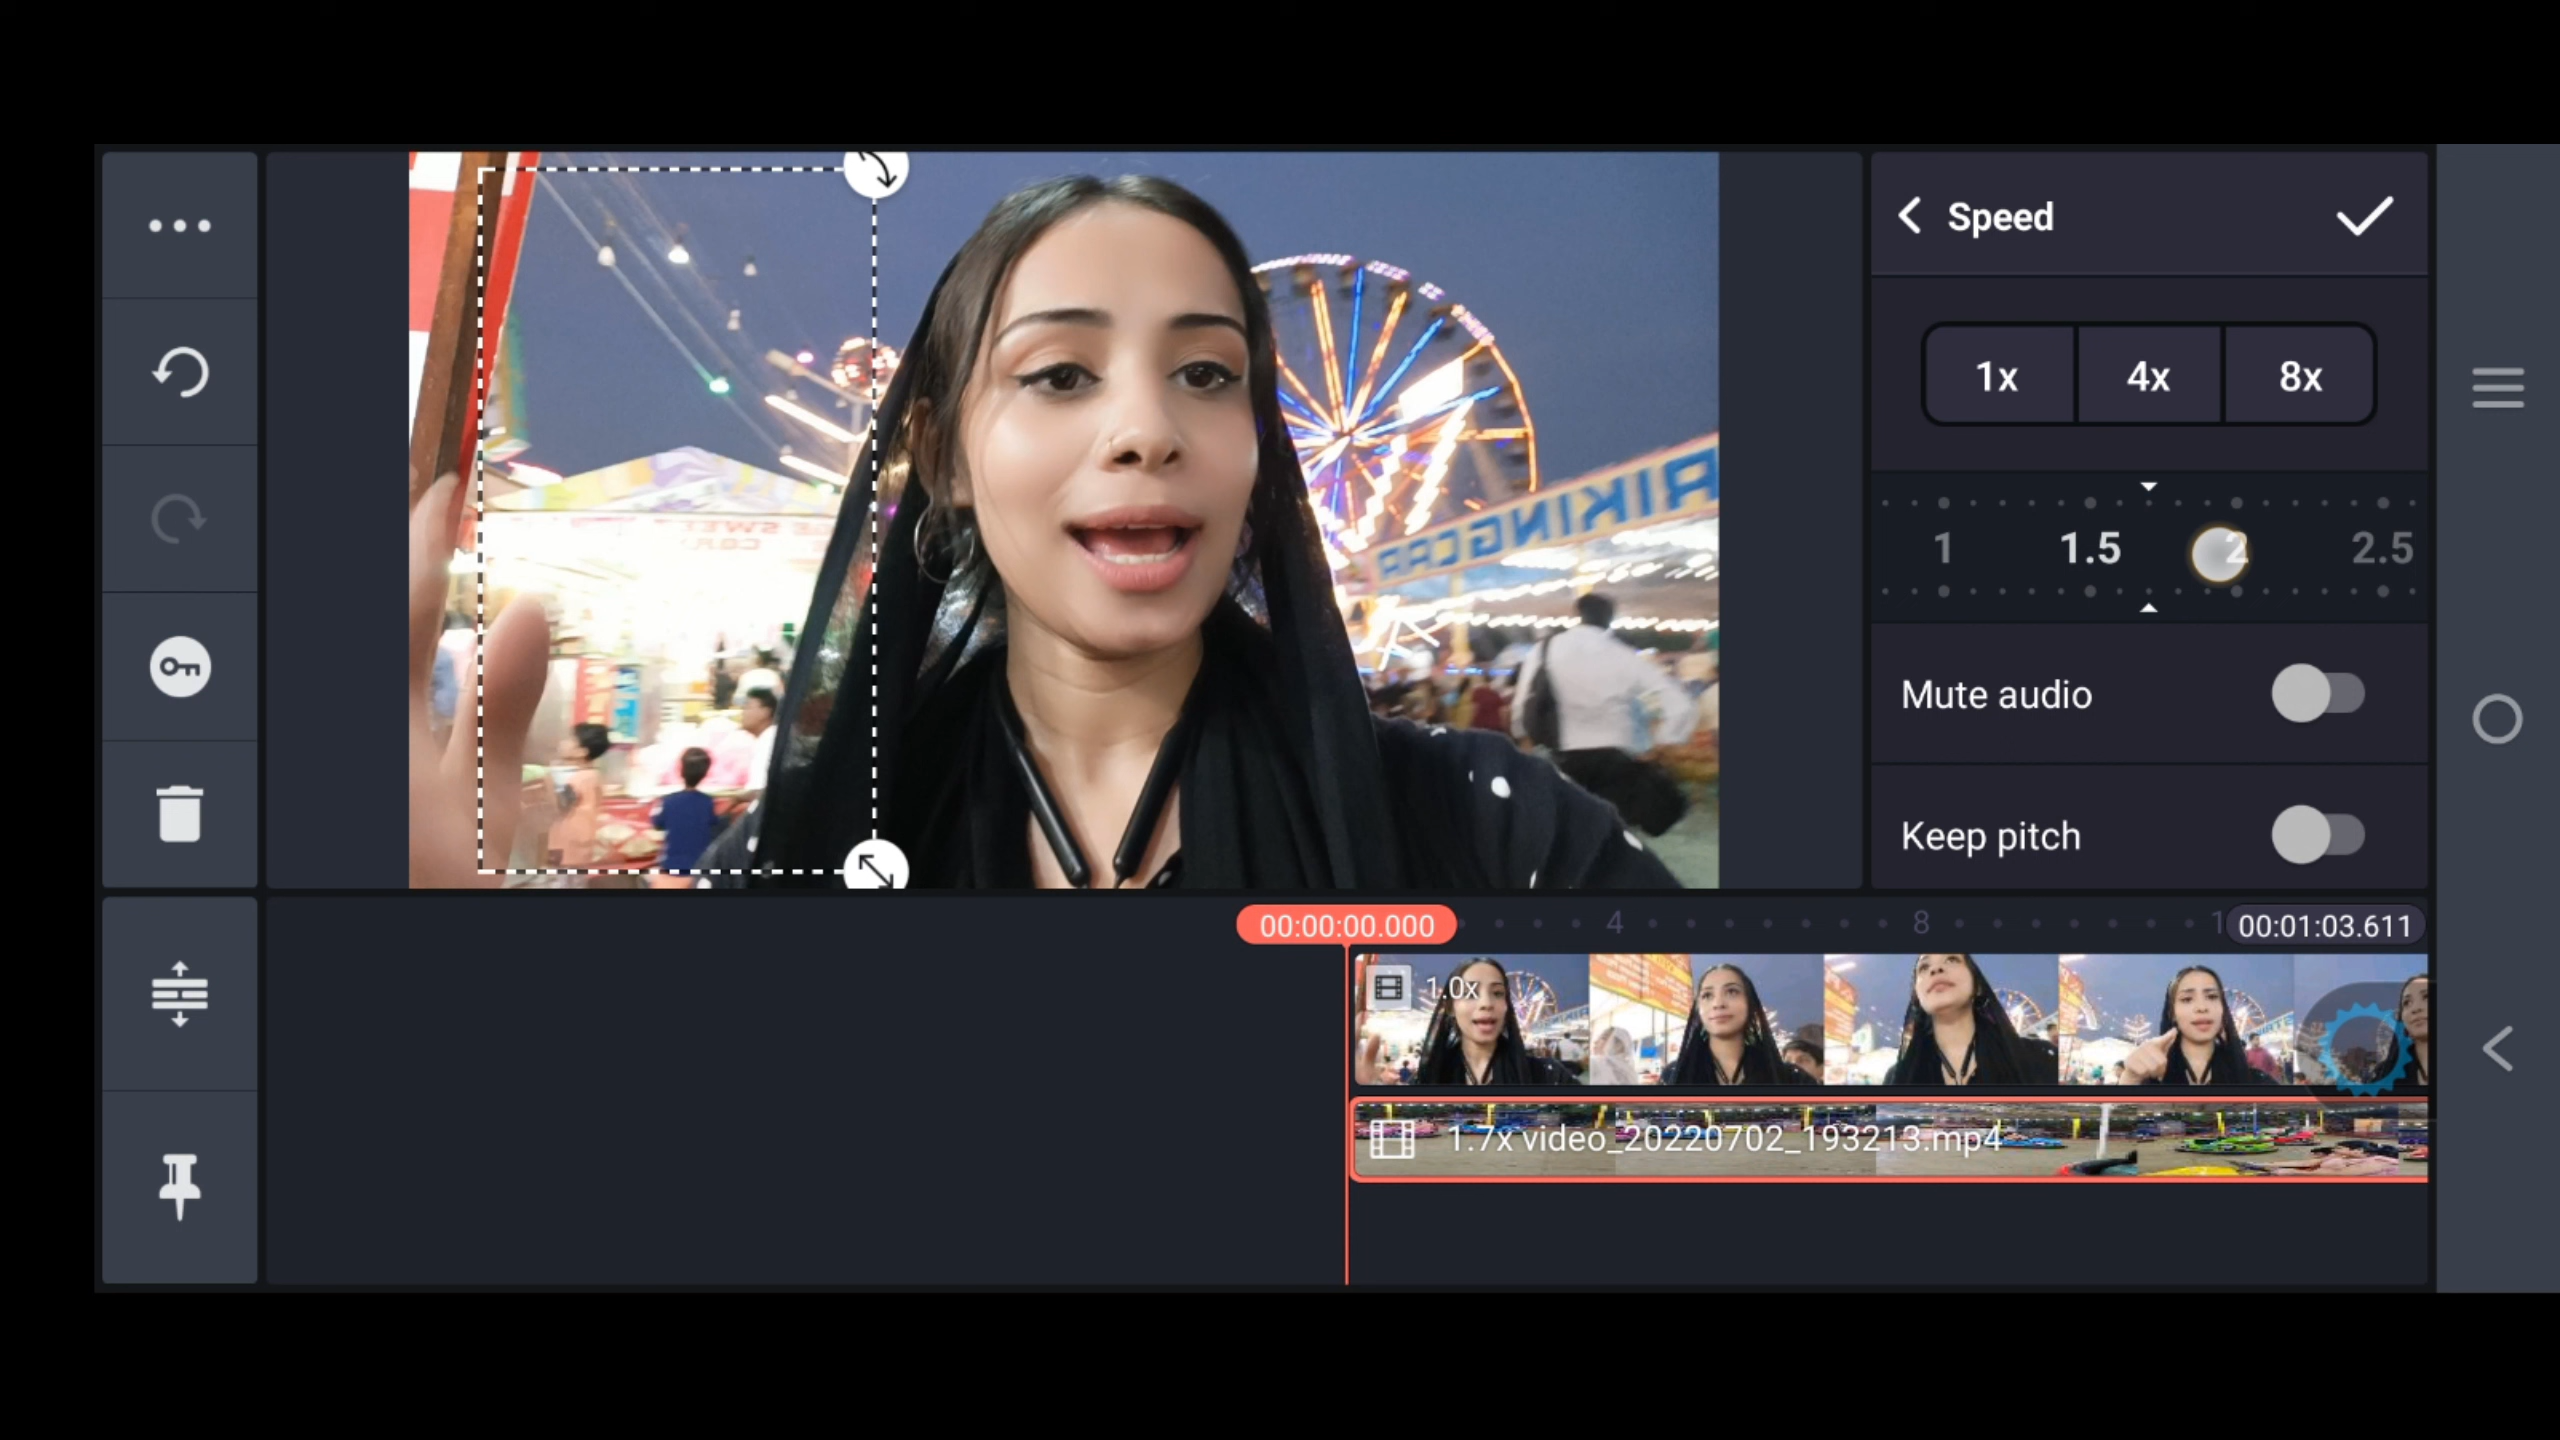 Speed
1x 4x 8x
1 1.5 2 2.5
Mute audio
Keep pitch
00:00:00.000 4 8 1 00:01:03.611
1.0x
1.7x video_20220702_193213.mp4